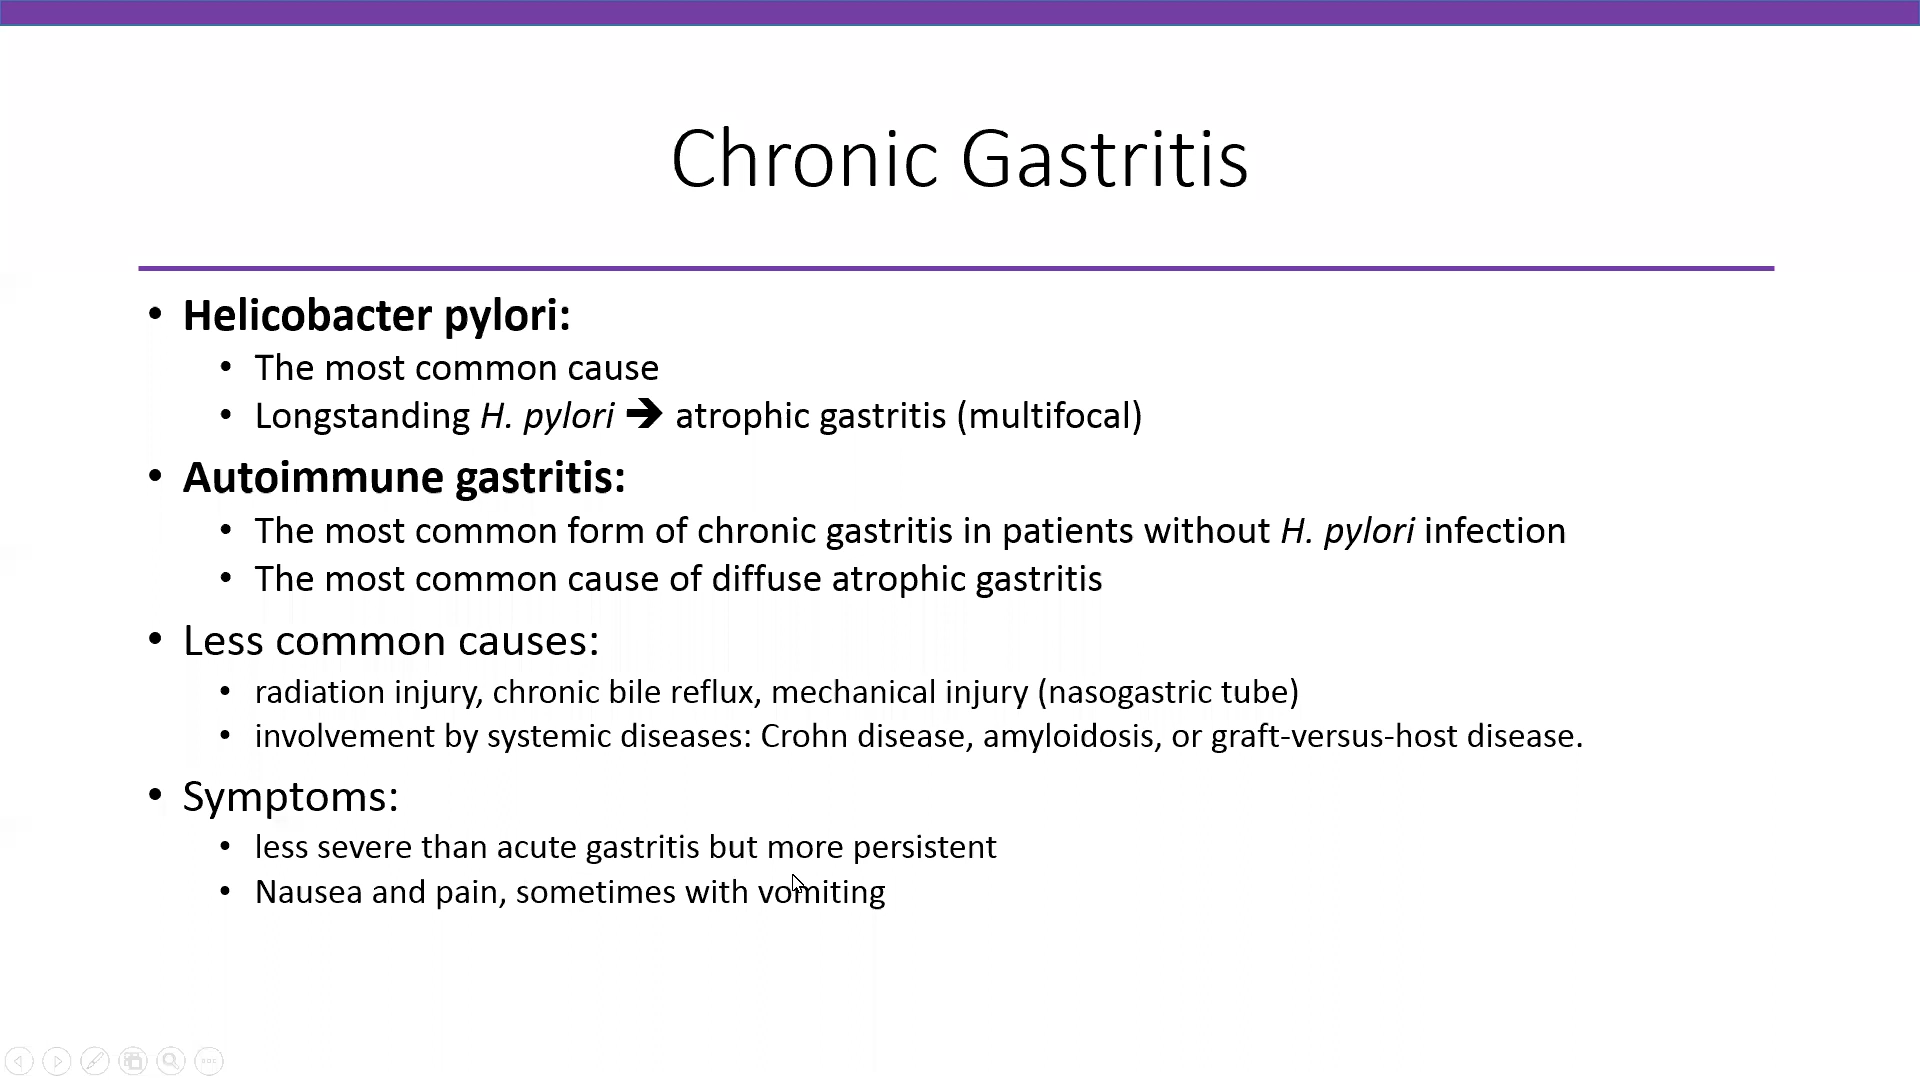 Chronic Gastritis
• Helicobacter pylori:
• The most common cause
• Longstanding H. pylori ➔ atrophic gastritis (multifocal)
• Autoimmune gastritis:
• The most common form of chronic gastritis in patients without H. pylori infection
• The most common cause of diffuse atrophic gastritis
• Less common causes:
• radiation injury, chronic bile reflux, mechanical injury (nasogastric tube)
• involvement by systemic diseases: Crohn disease, amyloidosis, or graft-versus-host disease.
• Symptoms:
• less severe than acute gastritis but more persistent
• Nausea and pain, sometimes with vomiting